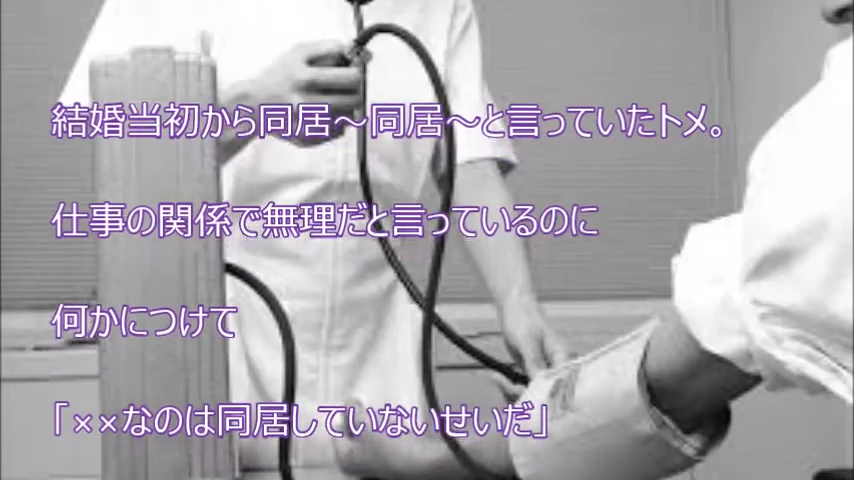 結婚当初から同居～同居～と言っていたトメ。
仕事の関係で無理だと言っているのに
何かにつけて
「××なのは同居していないせいだ」